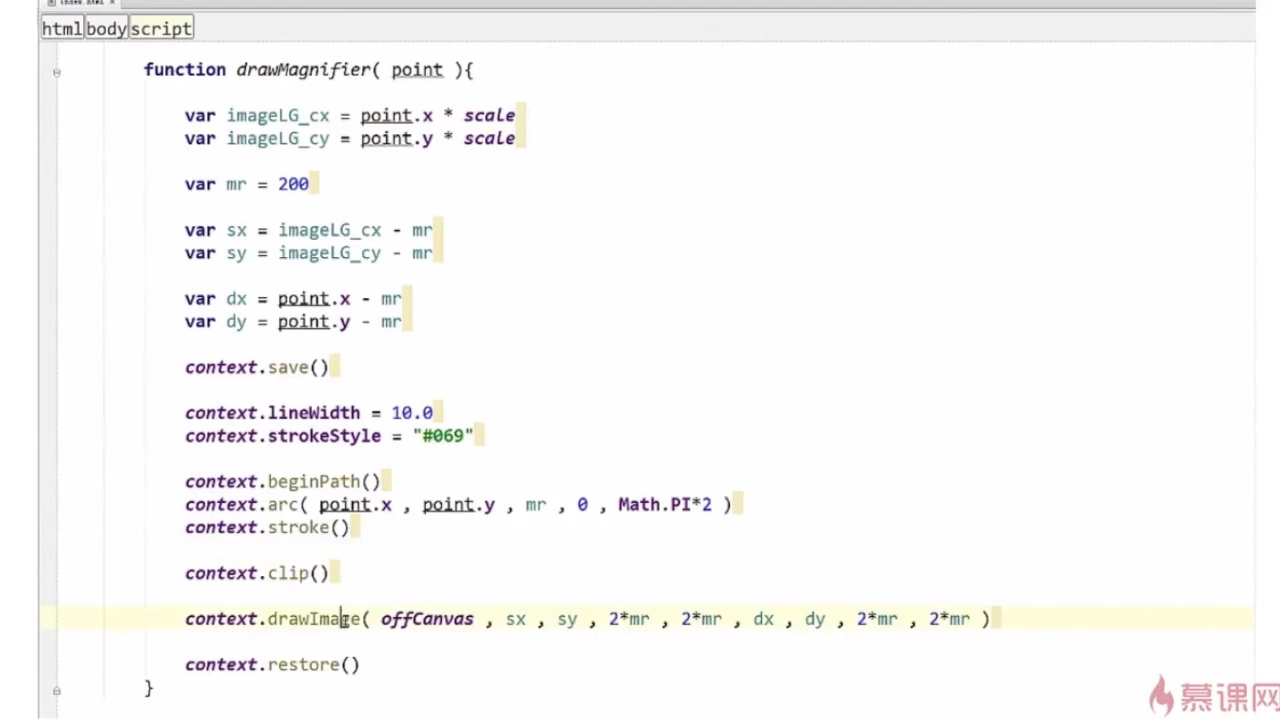 index.html ×
html body script
function drawMagnifier( point ){
var imageLG_cx = point.x * scale
var imageLG_cy = point.y * scale
var mr = 200
var sx = imageLG_cx - mr
var sy = imageLG_cy - mr
var dx = point.x - mr
var dy = point.y - mr
context.save()
context.lineWidth = 10.0
context.strokeStyle = "#069"
context.beginPath()
context.arc( point.x , point.y , mr , 0 , Math.PI*2 )
context.stroke()
context.clip()
context.drawImage( offCanvas , sx , sy , 2*mr , 2*mr , dx , dy , 2*mr , 2*mr )
context.restore()
}
慕课网